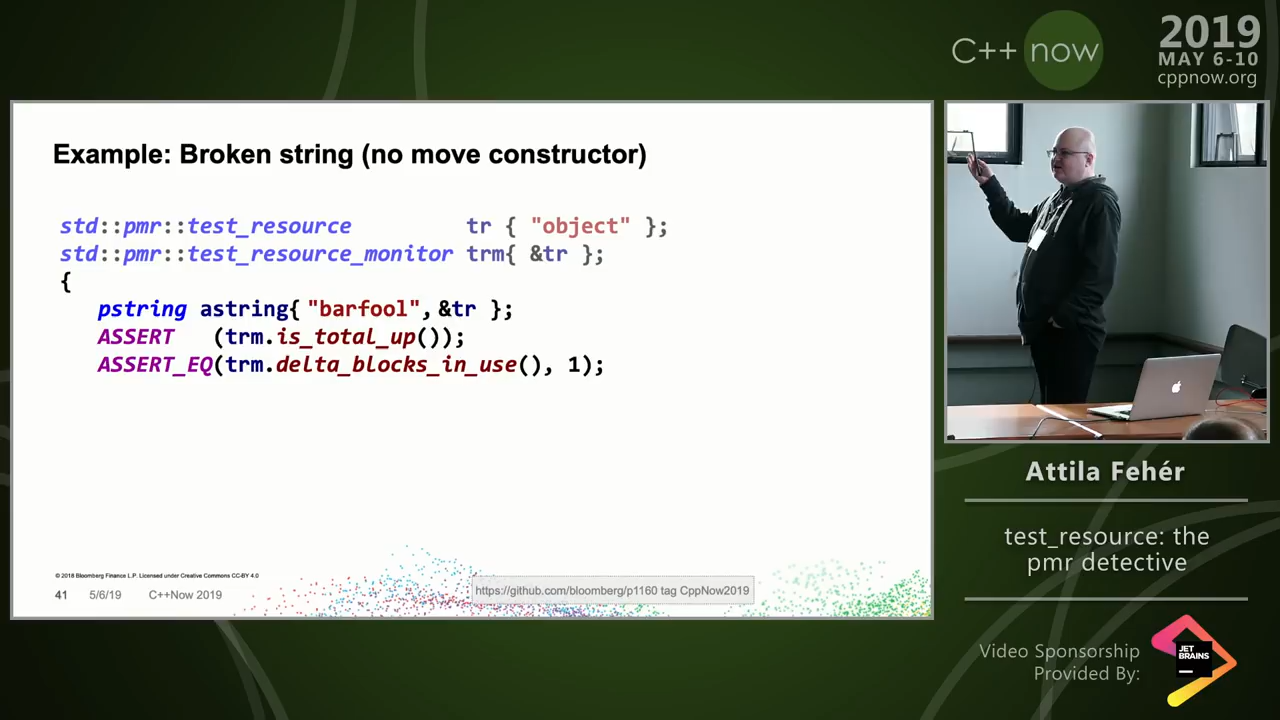 C++ now
2019
MAY 6-10
cppnow.org
Example: Broken string (no move constructor)
std::pmr::test_resource tr { "object" };
std::pmr::test_resource_monitor trm{ &tr };
{
pstring astring{ "barfool", &tr };
ASSERT (trm.is_total_up());
ASSERT_EQ(trm.delta_blocks_in_use(), 1);
© 2018 Bloomberg Finance L.P. Licensed under Creative Commons CC-BY 4.0
41 5/6/19 C++Now 2019
https://github.com/bloomberg/p1160 tag CppNow2019
Attila Fehér
test_resource: the
pmr detective
Video Sponsorship
Provided By:
JET
BRAINS